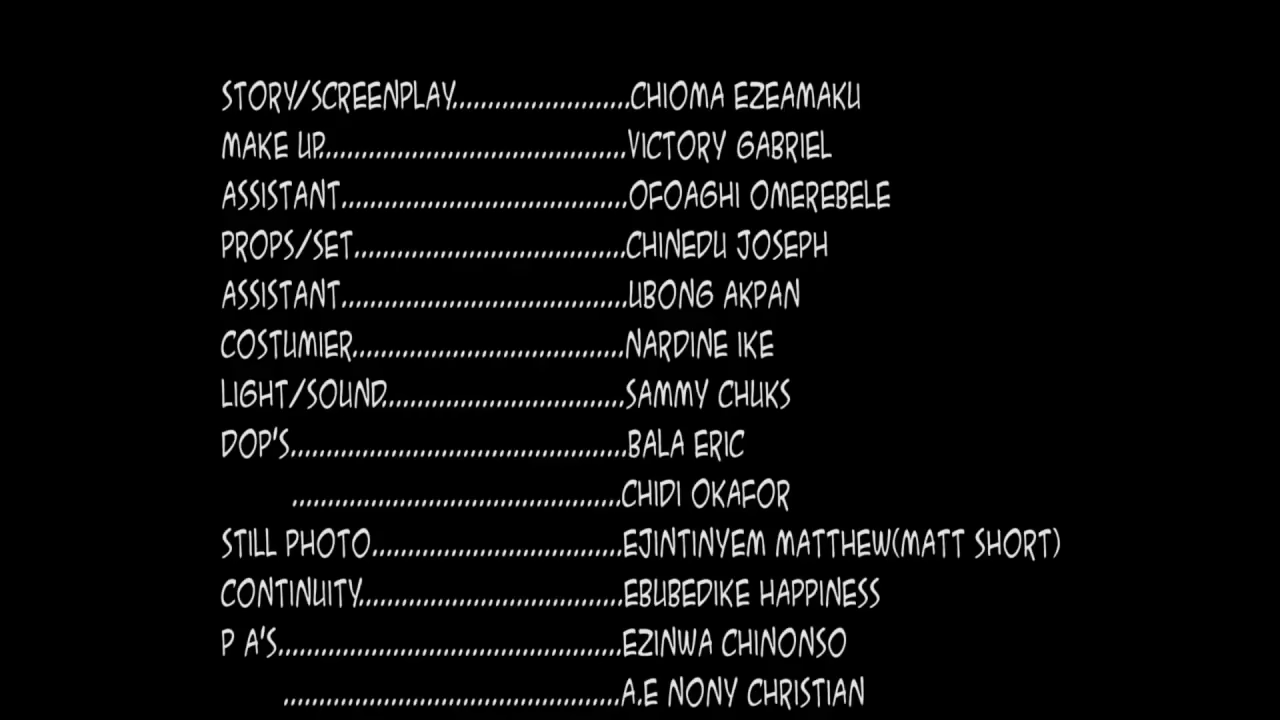 STORY/SCREENPLAY.........................CHIOMA EZEAMAKU
MAKE UP..........................................VICTORY GABRIEL
ASSISTANT........................................OFOAGHI OMEREBELE
PROPS/SET......................................CHINEDU JOSEPH
ASSISTANT........................................UBONG AKPAN
COSTUMIER......................................NARDINE IKE
LIGHT/SOUND..................................SAMMY CHUKS
DOP'S...............................................BALA ERIC
..............................................CHIDI OKAFOR
STILL PHOTO...................................EJINTINYEM MATTHEW(MATT SHORT)
CONTINUITY.....................................EBUBEDIKE HAPPINESS
P A'S................................................EZINWA CHINONSO
...............................................A.E NONY CHRISTIAN